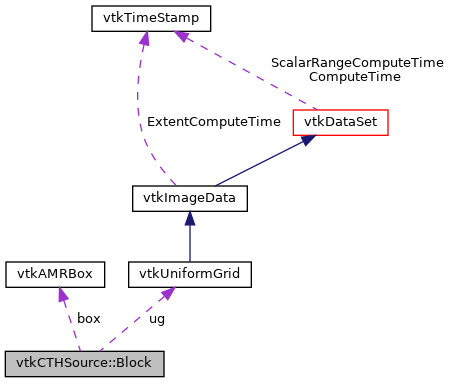 vtkTimeStamp
ScalarRangeComputeTime
ComputeTime
ExtentComputeTime
vtkDataSet
vtkImageData
vtkAMRBox
vtkUniformGrid
box
ug
vtkCTHSource::Block